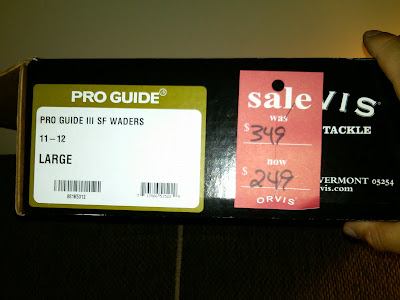 PRO GUIDE®
PRO GUIDE III SF WADERS
11-12
LARGE
sale
was
$349
now
$249
ORVIS
VIS®
TACKLE
VERMONT 05254
rvis.com